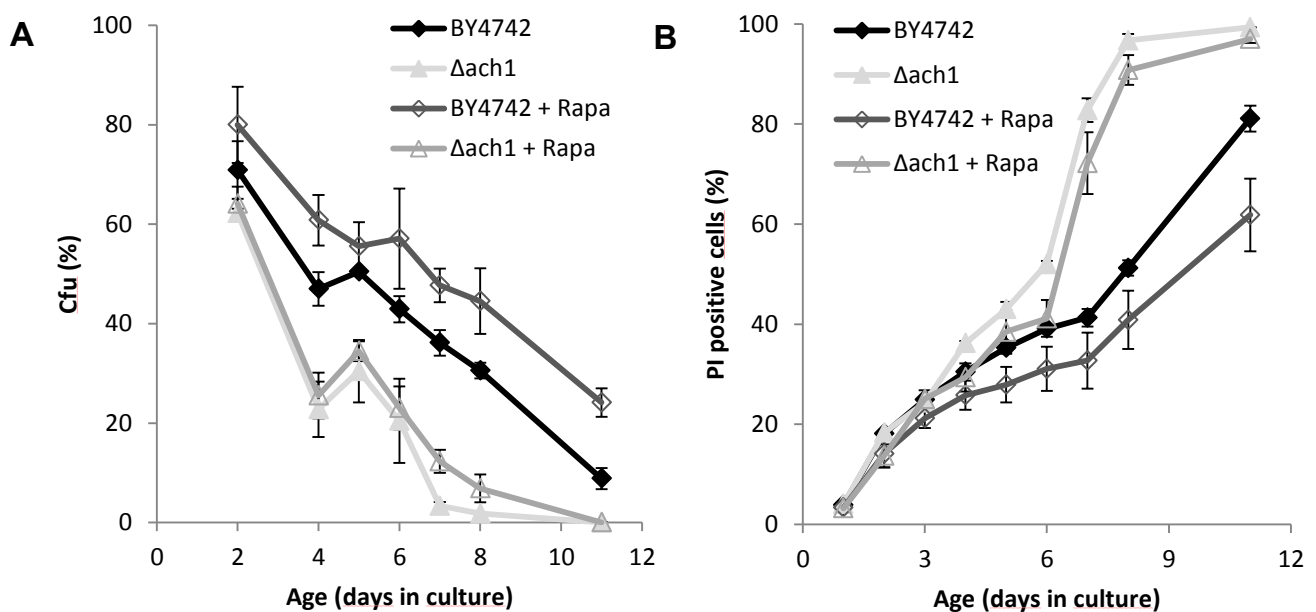 A
BY4742
Δach1
BY4742 + Rapa
Δach1 + Rapa
Cfu (%)
100
80
60
40
20
0
0 2 4 6 8 10 12
Age (days in culture)
B
BY4742
Δach1
BY4742 + Rapa
Δach1 + Rapa
PI positive cells (%)
100
80
60
40
20
0
0 3 6 9 12
Age (days in culture)